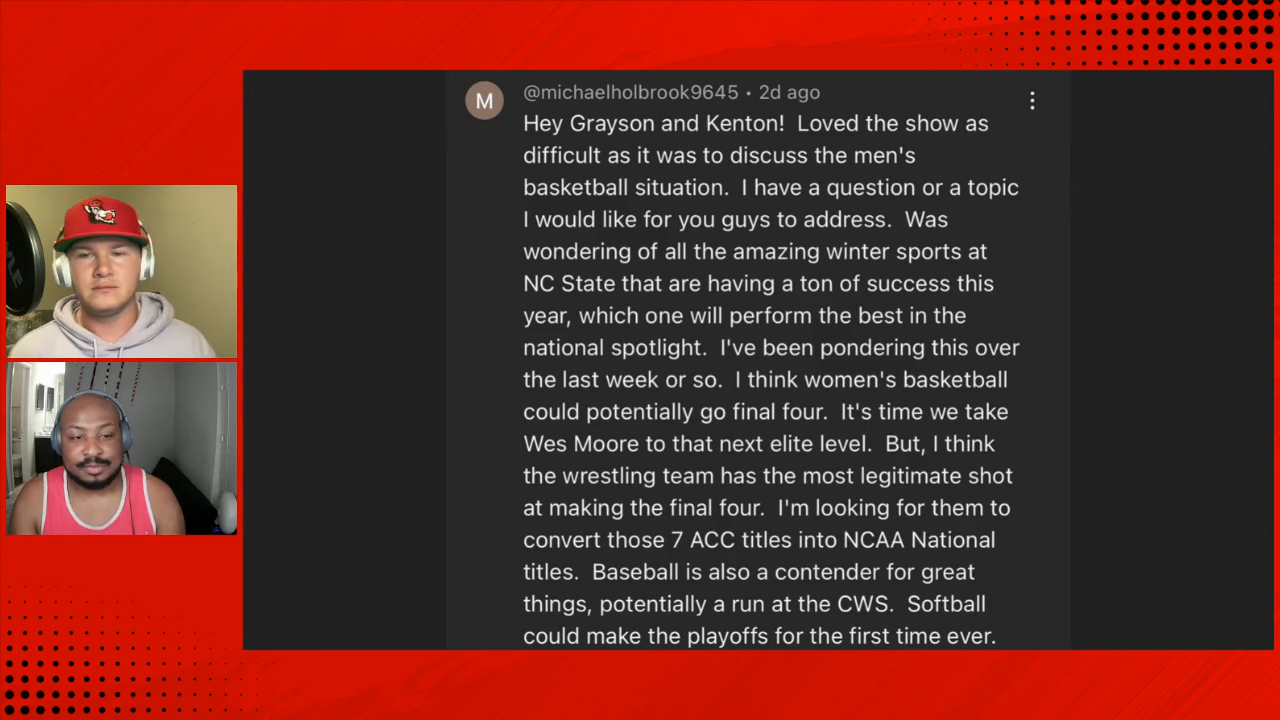 M
@michaelholbrook9645 • 2d ago
Hey Grayson and Kenton! Loved the show as
difficult as it was to discuss the men's
basketball situation. I have a question or a topic
I would like for you guys to address. Was
wondering of all the amazing winter sports at
NC State that are having a ton of success this
year, which one will perform the best in the
national spotlight. I've been pondering this over
the last week or so. I think women's basketball
could potentially go final four. It's time we take
Wes Moore to that next elite level. But, I think
the wrestling team has the most legitimate shot
at making the final four. I'm looking for them to
convert those 7 ACC titles into NCAA National
titles. Baseball is also a contender for great
things, potentially a run at the CWS. Softball
could make the playoffs for the first time ever.